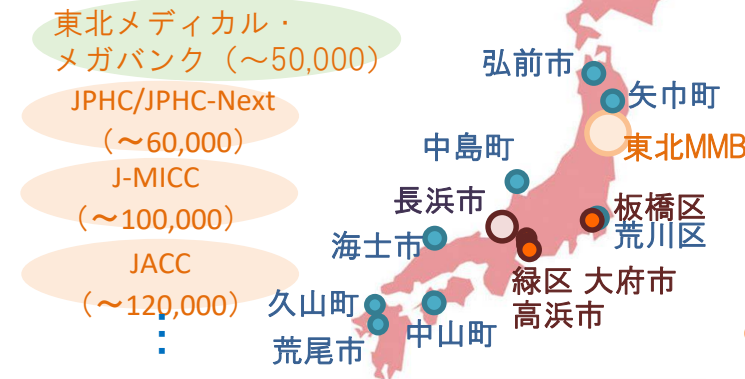 東北メディカル・
メガバンク（～50,000）
JPHC/JPHC-Next
（～60,000）
J-MICC
（～100,000）
JACC
（～120,000）
⋮
弘前市
矢巾町
東北MMB
中島町
長浜市
板橋区
荒川区
海士市
緑区 大府市
高浜市
久山町
中山町
荒尾市